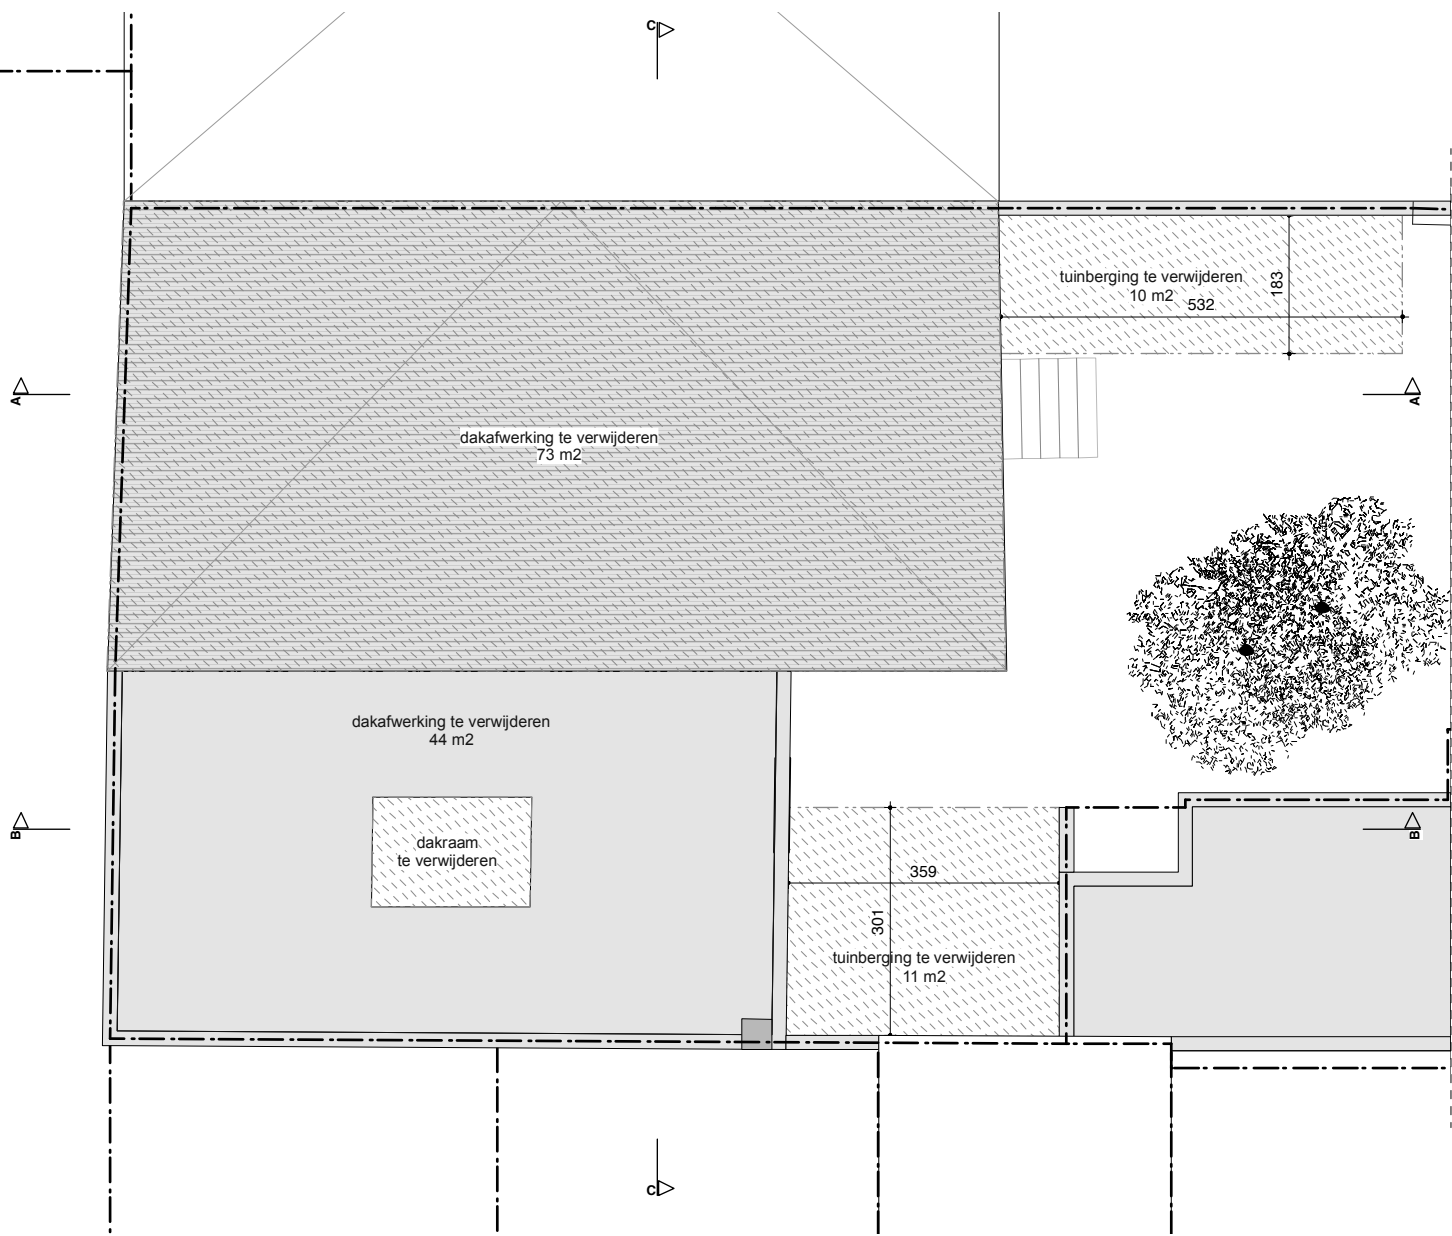 C
tuinberging te verwijderen
10 m2
532
183
A
A
dakafwerking te verwijderen
73 m2
dakafwerking te verwijderen
44 m2
B
B
dakraam
te verwijderen
359
301
tuinberging te verwijderen
11 m2
C